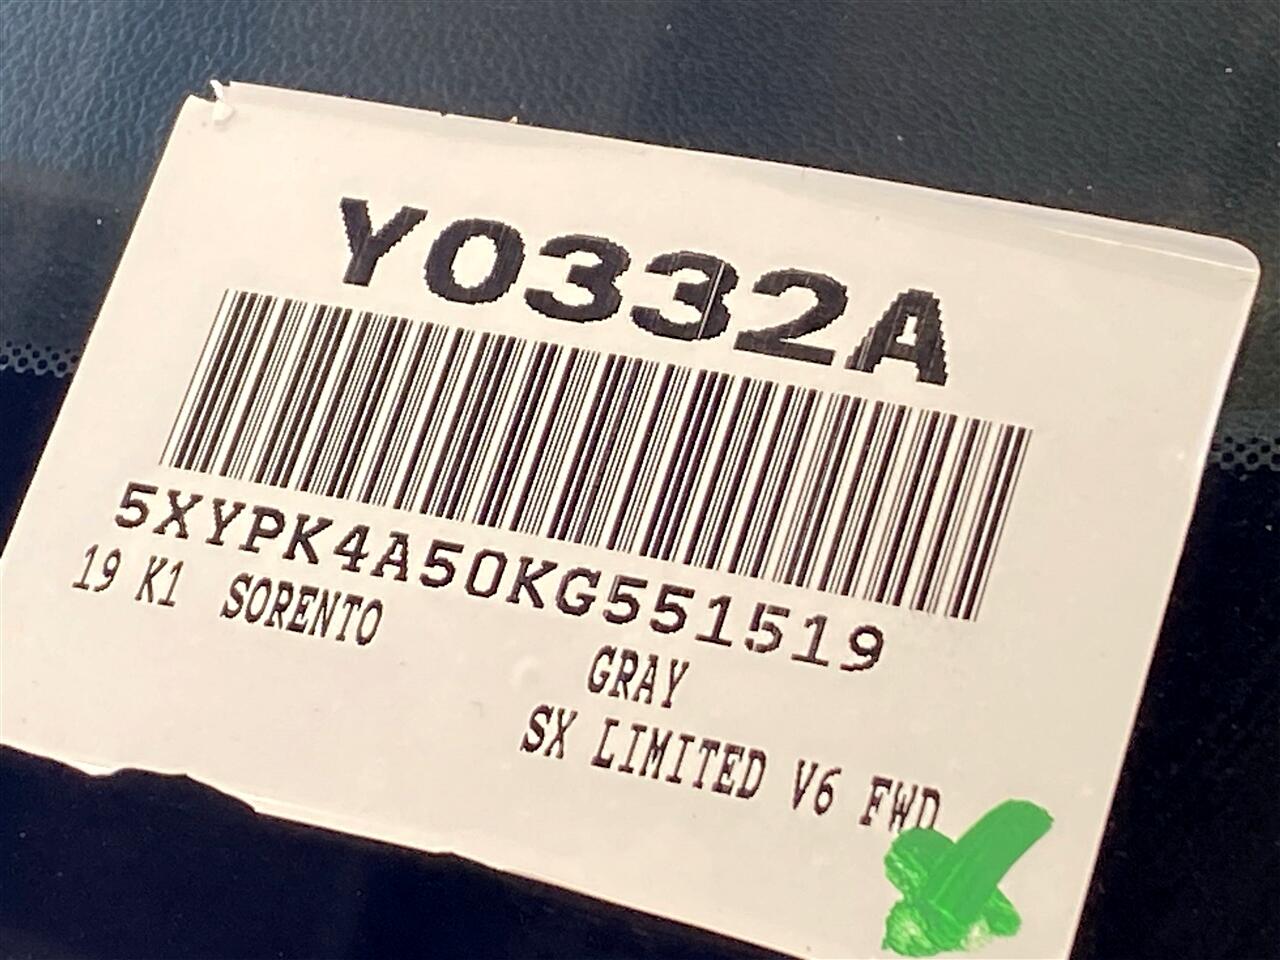 Y0332A
5XYPK4A50KG551519
19 K1 SORENTO
GRAY
SX LIMITED V6 FWD